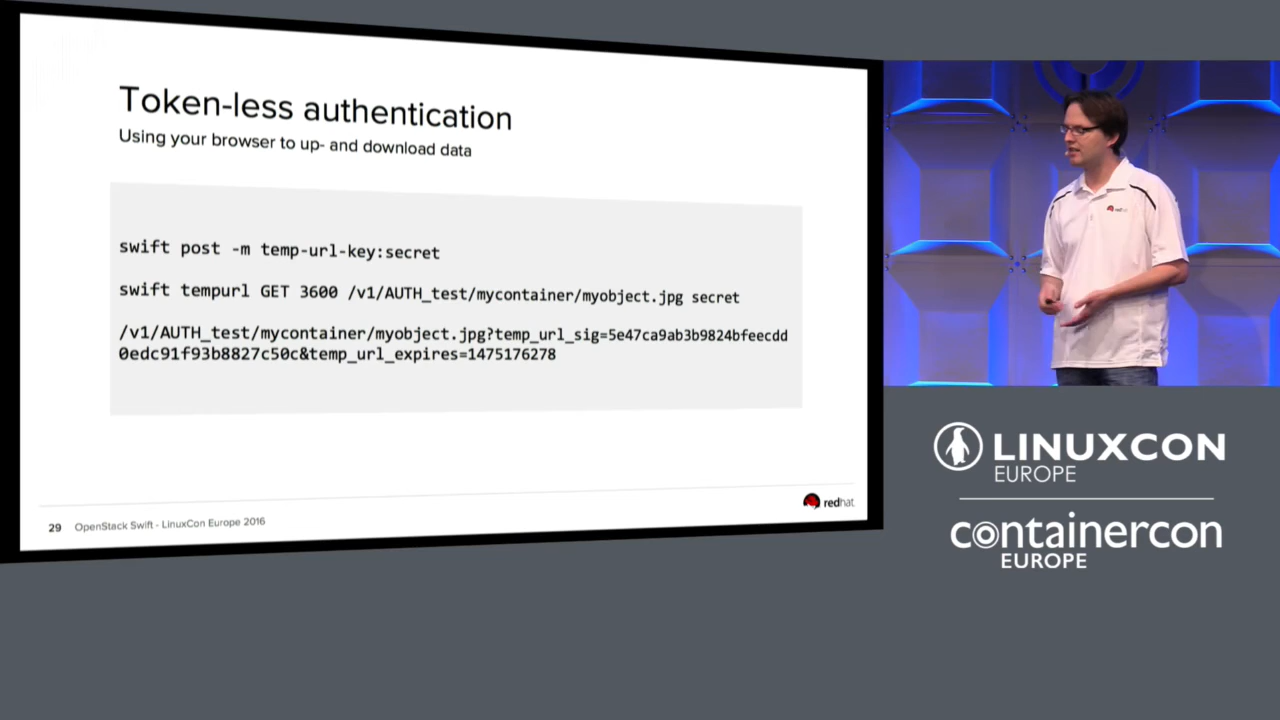 Token-less authentication
Using your browser to up- and download data
swift post -m temp-url-key:secret
swift tempurl GET 3600 /v1/AUTH_test/mycontainer/myobject.jpg secret
/v1/AUTH_test/mycontainer/myobject.jpg?temp_url_sig=5e47ca9ab3b9824bfeecdd
0edc91f93b8827c50c&temp_url_expires=1475176278
redhat
29 OpenStack Swift - LinuxCon Europe 2016
redhat
LINUXCON
EUROPE
containercon
EUROPE